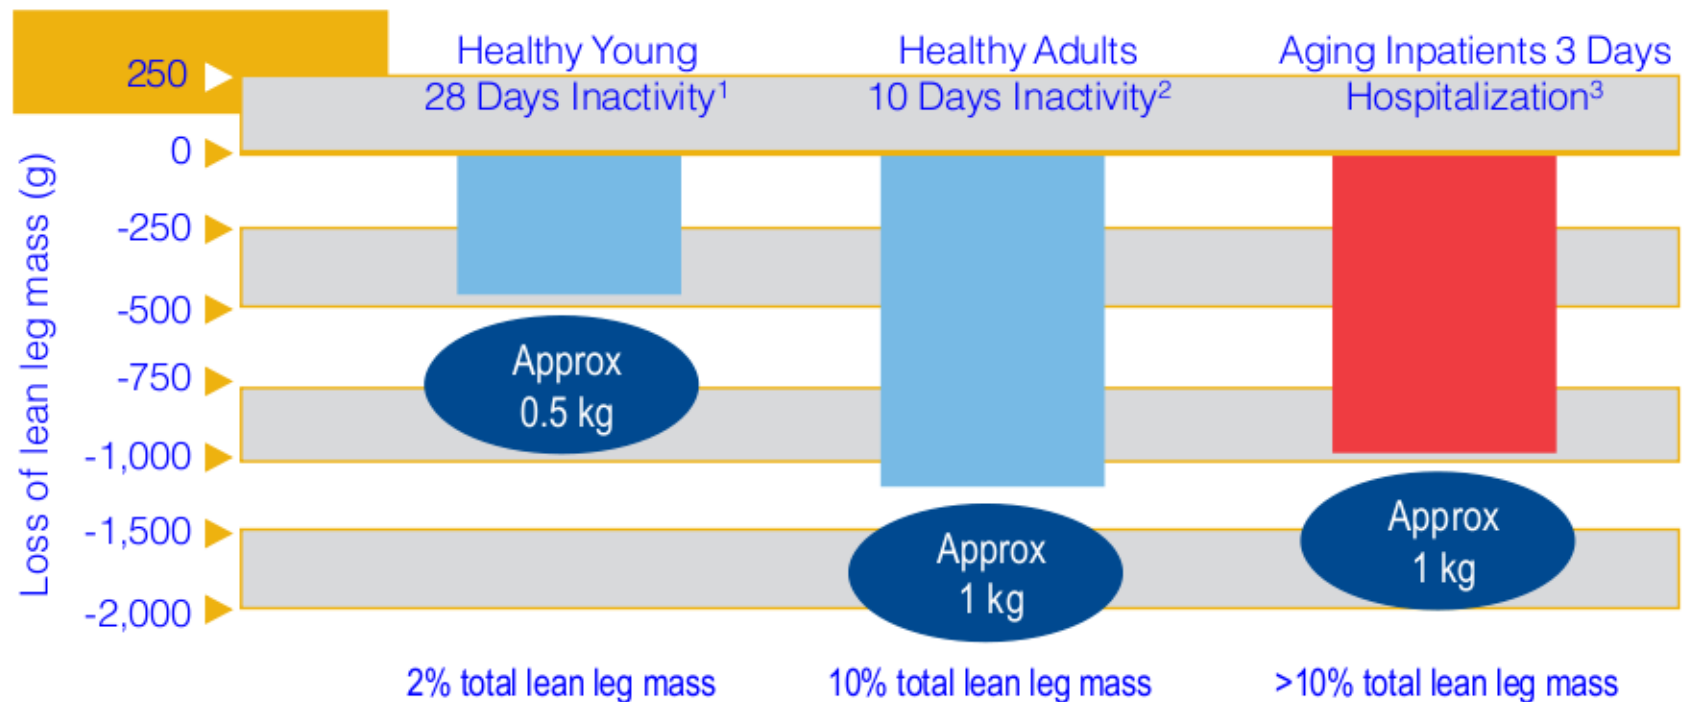 Healthy Young
28 Days Inactivity¹
Healthy Adults
10 Days Inactivity²
Aging Inpatients 3 Days
Hospitalization³
Loss of lean leg mass (g)
250
0
-250
-500
-750
-1,000
-1,500
-2,000
Approx
0.5 kg
Approx
1 kg
Approx
1 kg
2% total lean leg mass
10% total lean leg mass
>10% total lean leg mass